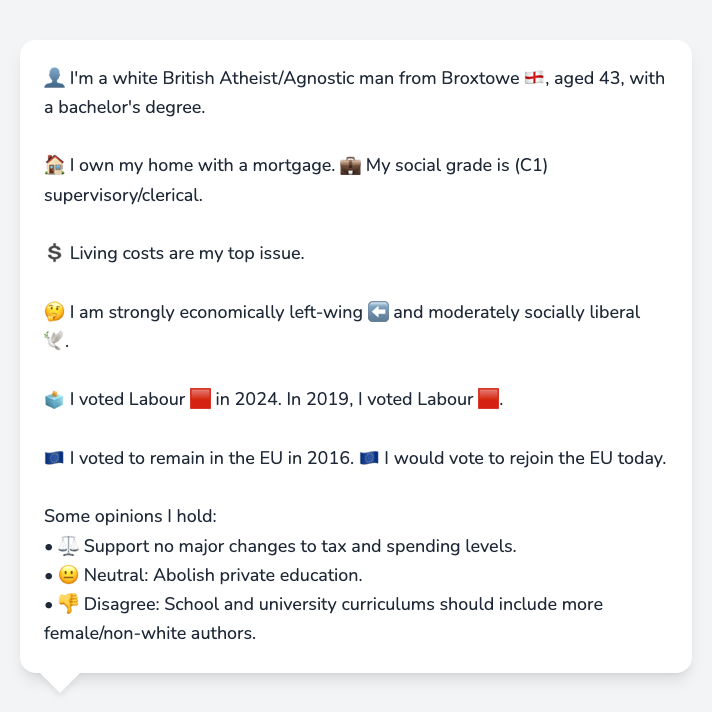 👤 I'm a white British Atheist/Agnostic man from Broxtowe 🏴󠁧󠁢󠁥󠁮󠁧󠁿, aged 43, with
a bachelor's degree.
🏠 I own my home with a mortgage. 💼 My social grade is (C1)
supervisory/clerical.
💲 Living costs are my top issue.
🤔 I am strongly economically left-wing ⬅️ and moderately socially liberal
🕊️.
🗳️ I voted Labour 🟥 in 2024. In 2019, I voted Labour 🟥.
🇪🇺 I voted to remain in the EU in 2016. 🇪🇺 I would vote to rejoin the EU today.
Some opinions I hold:
• ⚖️ Support no major changes to tax and spending levels.
• 😐 Neutral: Abolish private education.
• 👎 Disagree: School and university curriculums should include more
female/non-white authors.